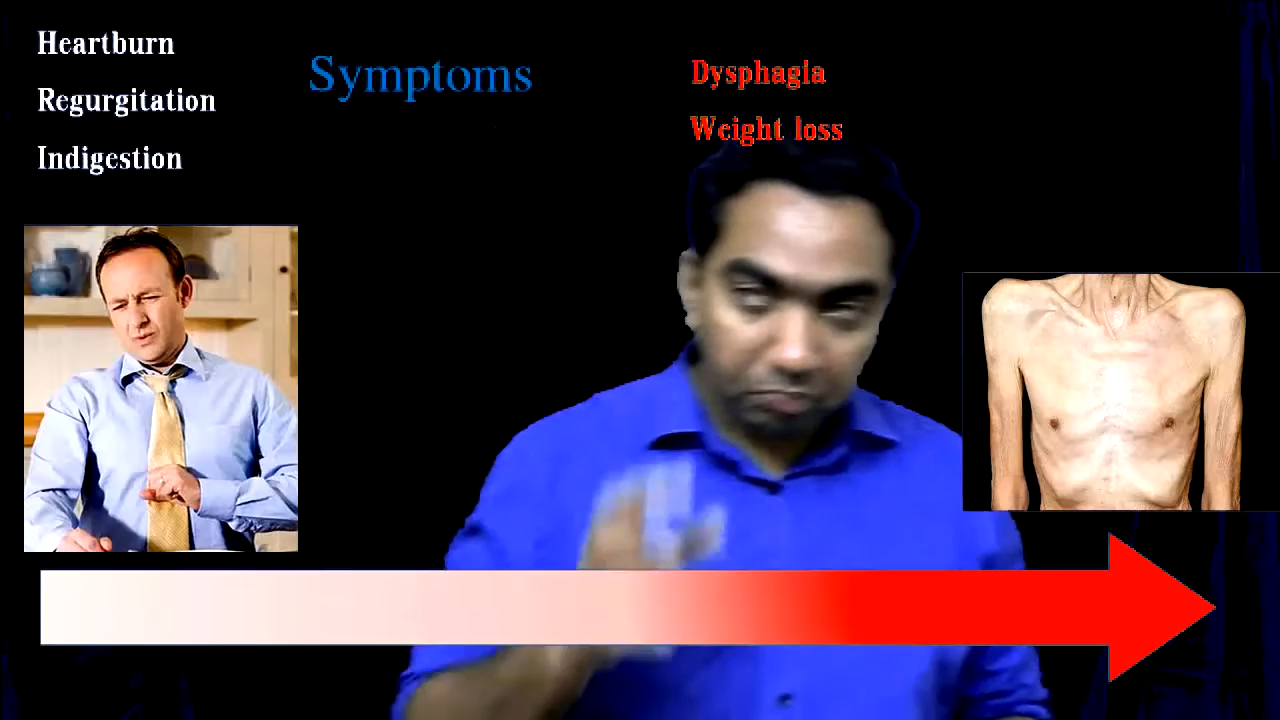 Heartburn
Regurgitation
Indigestion
Symptoms
Dysphagia
Weight loss